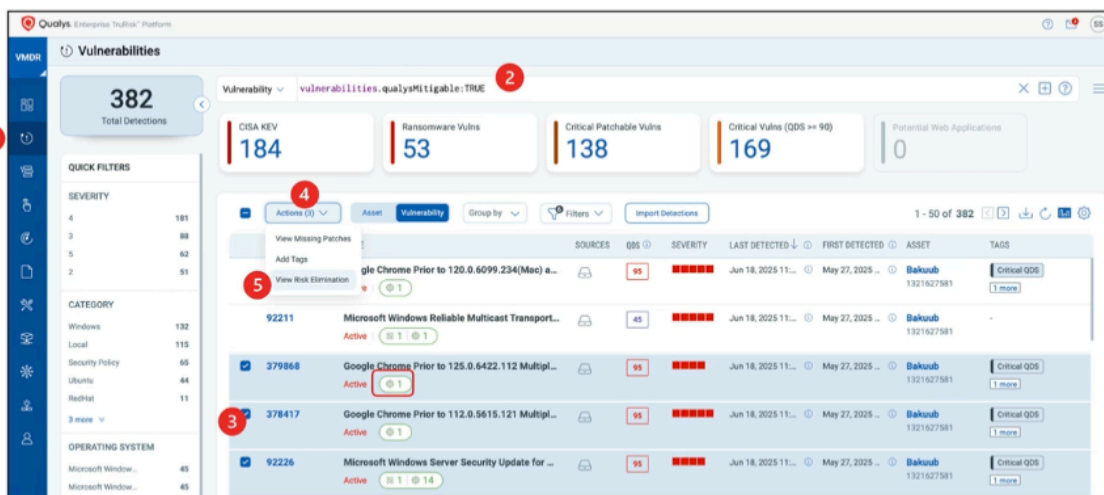 Qualys. Enterprise TruRisk™ Platform
SS
VMDR
Vulnerabilities
382
Total Detections
Vulnerability
vulnerabilities.qualysMitigable:TRUE
2
CISA KEV
184
Ransomware Vulns
53
Critical Patchable Vulns
138
Critical Vulns (QDS >= 90)
169
Potential Web Applications
0
QUICK FILTERS
SEVERITY
4 181
3 88
5 62
2 51
CATEGORY
Windows 132
Local 115
Security Policy 65
Ubuntu 44
RedHat 11
3 more
OPERATING SYSTEM
Microsoft Window... 45
Microsoft Window... 45
4
Actions (3)
Asset Vulnerability
Group by
Filters
Import Detections
1 - 50 of 382
View Missing Patches
Add Tags
5
View Risk Elimination
SOURCES QDS SEVERITY LAST DETECTED FIRST DETECTED ASSET TAGS
gle Chrome Prior to 120.0.6099.234(Mac) a... 95 Jun 18, 2025 11:... May 27, 2025 ... Bakuub Critical QDS
1 1321627581 1 more
92211 Microsoft Windows Reliable Multicast Transport... 45 Jun 18, 2025 11:... May 27, 2025 ... Bakuub -
Active 1 1 1321627581
379868 Google Chrome Prior to 125.0.6422.112 Multipl... 95 Jun 18, 2025 11:... May 27, 2025 ... Bakuub Critical QDS
Active 1 1321627581 1 more
3
378417 Google Chrome Prior to 112.0.5615.121 Multipl... 95 Jun 18, 2025 11:... May 27, 2025 ... Bakuub Critical QDS
Active 1 1321627581 1 more
92226 Microsoft Windows Server Security Update for ... 95 Jun 18, 2025 11:... May 27, 2025 ... Bakuub Critical QDS
Active 1 14 1321627581 1 more